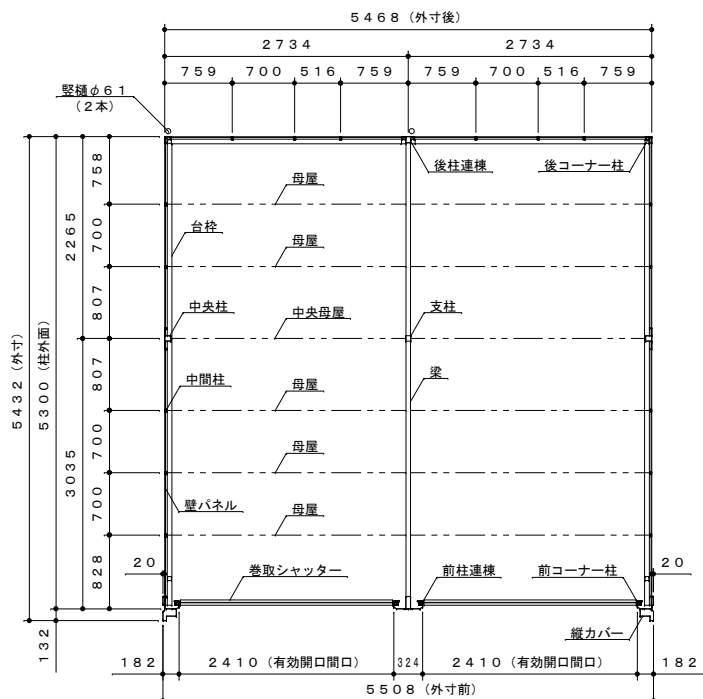 5468（外寸後）
2734
2734
759
700
516
759
759
700
516
759
竪樋φ61
（2本）
後柱連棟
後コーナー柱
母屋
台枠
母屋
中央柱
中央母屋
支柱
中間柱
母屋
梁
母屋
壁パネル
母屋
20
巻取シャッター
前柱連棟
前コーナー柱
20
縦カバー
5432（外寸）
5300（柱外面）
2265
3035
132
758
700
807
807
700
700
828
182
2410（有効開口間口）
324
2410（有効開口間口）
182
5508（外寸前）